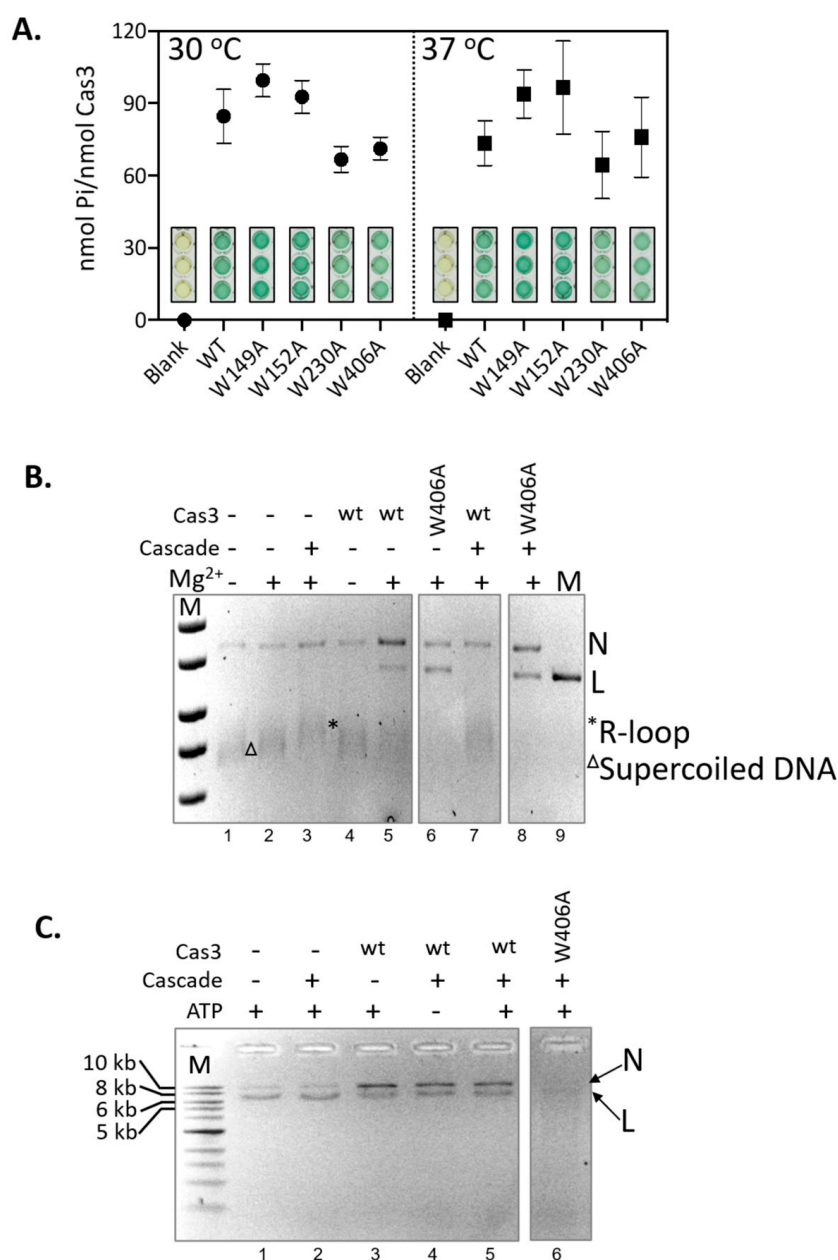 A.
30 °C 37 °C
nmol Pi/nmol Cas3
120
90
60
30
0
Blank WT W149A W152A W230A W406A Blank WT W149A W152A W230A W406A
B.
Cas3 - - - wt wt W406A wt W406A
Cascade - - + - - - + +
Mg2+ - + + - + + + + M
M
N
L
*
Δ
*R-loop
ΔSupercoiled DNA
1 2 3 4 5 6 7 8 9
C.
Cas3 - - wt wt wt W406A
Cascade - + - + + +
ATP + + + - + +
M
10 kb
8 kb
6 kb
5 kb
N
L
1 2 3 4 5 6